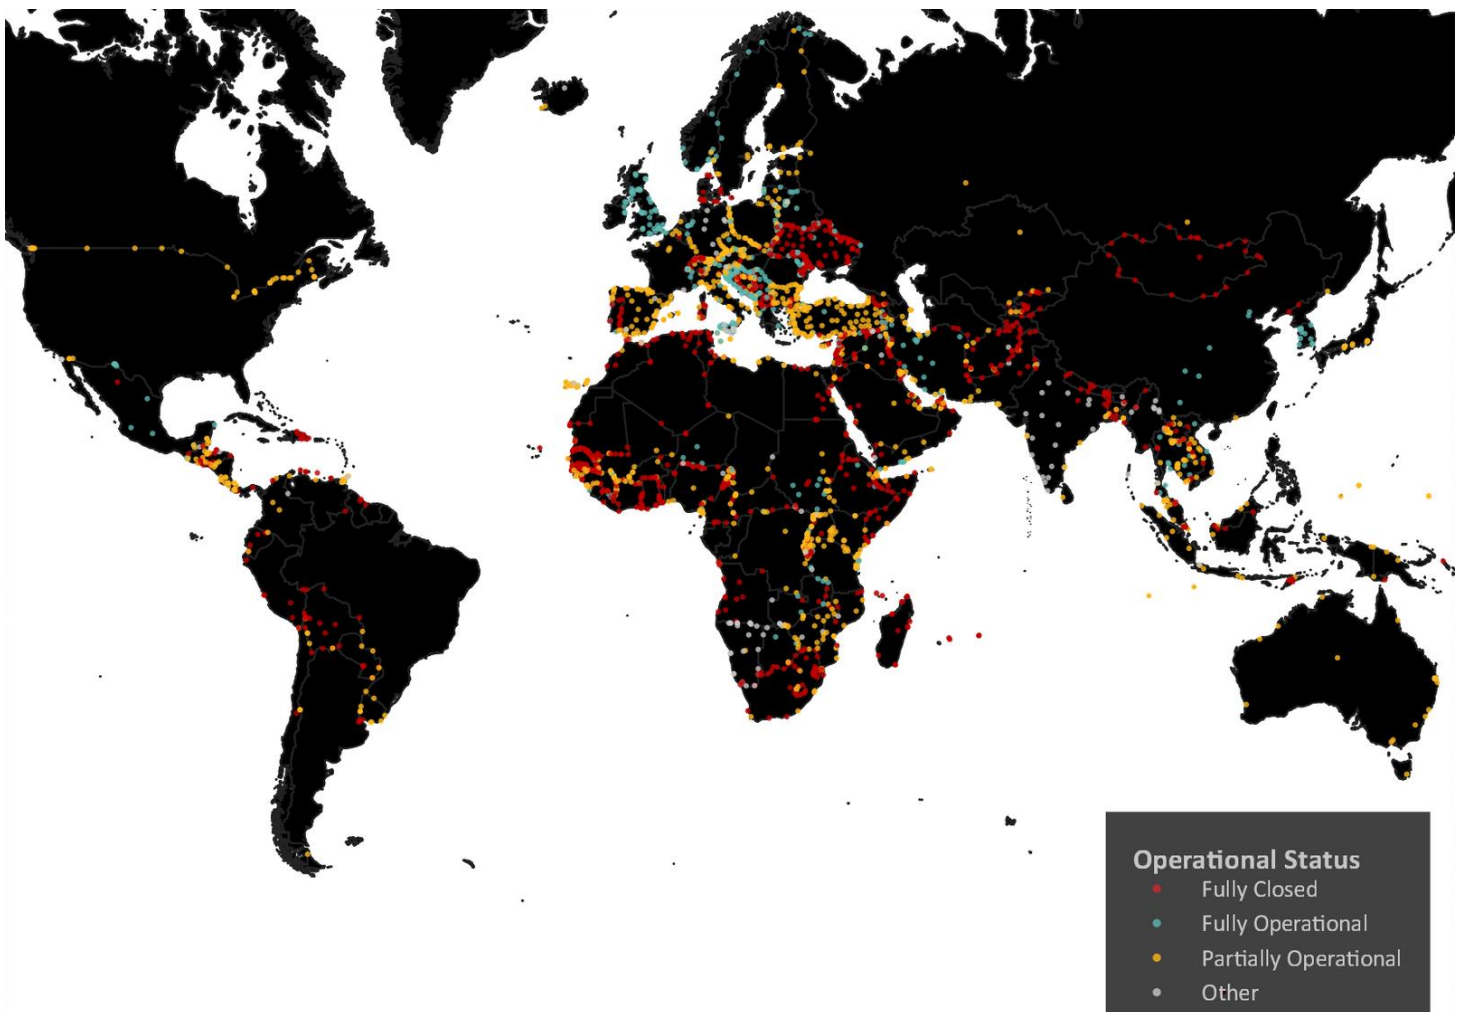 Operational Status
Fully Closed
Fully Operational
Partially Operational
Other